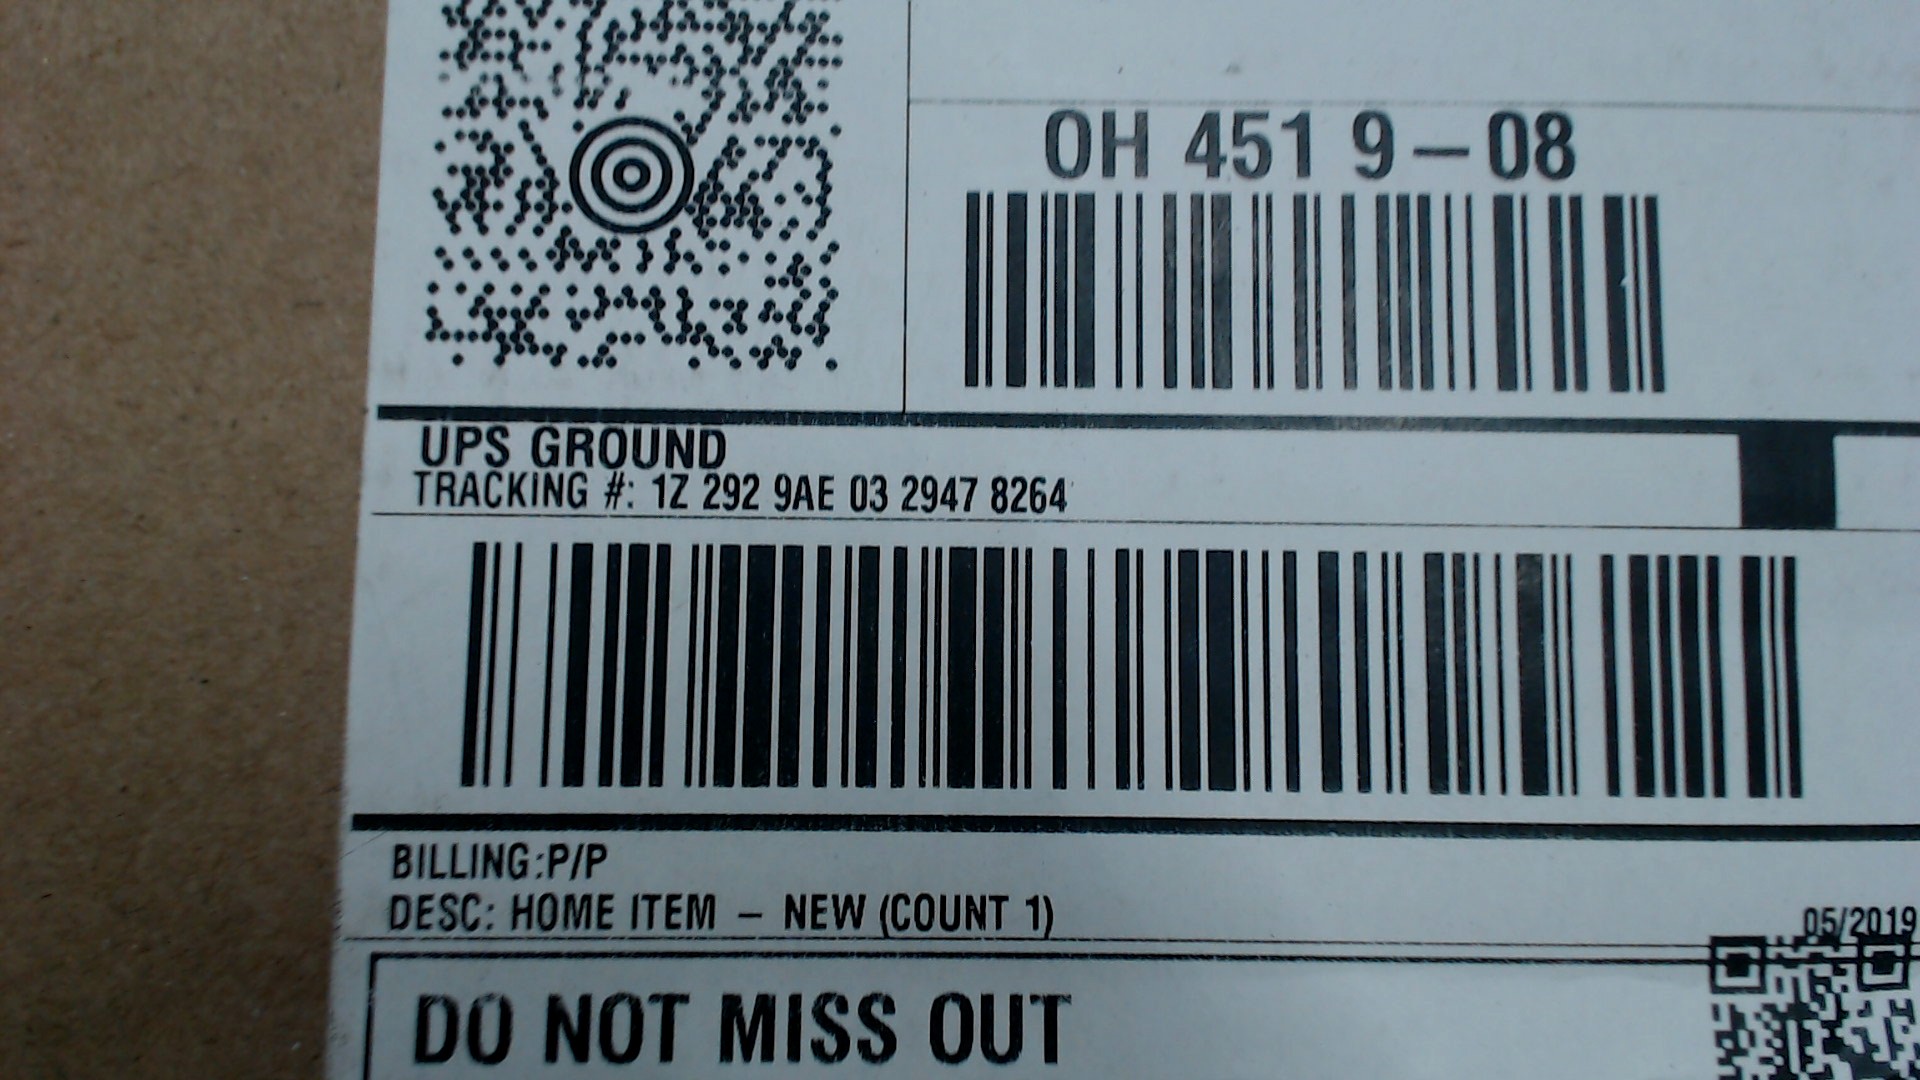 OH 451 9-08
UPS GROUND
TRACKING #: 1Z 292 9AE 03 2947 8264
BILLING:P/P
DESC: HOME ITEM - NEW (COUNT 1)
05/2019
DO NOT MISS OUT